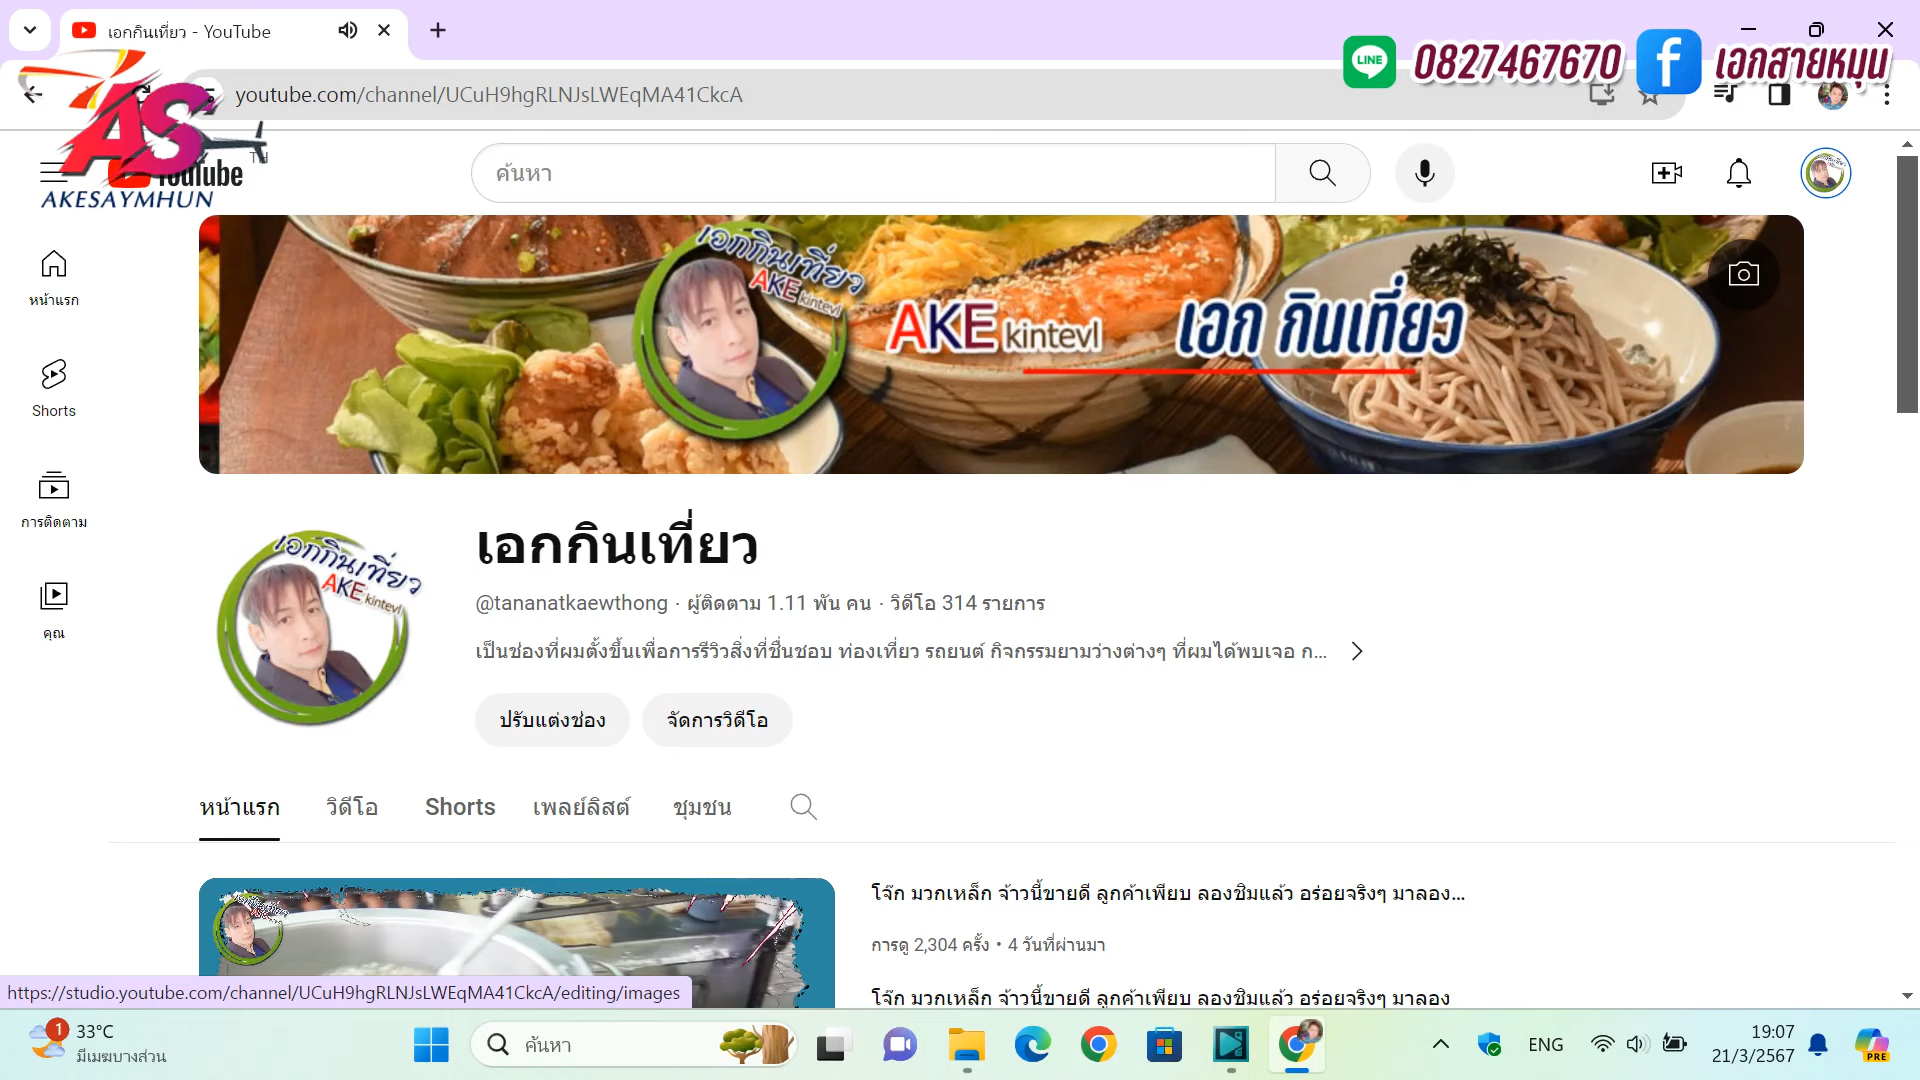 เอกกินเที่ยว - YouTube
0827467670
เอกสายหมุน
LINE
AS
AKESAYMHUN
youtube.com/channel/UCuH9hgRLNJsLWEqMA41CkcA
YouTube
TH
ค้นหา
เอกกินเที่ยว
AKE kintevl
AKE kintevl
เอก กินเที่ยว
หน้าแรก
Shorts
การติดตาม
คุณ
เอกกินเที่ยว
AKE kintevl
เอกกินเที่ยว
@tananatkaewthong · ผู้ติดตาม 1.11 พัน คน · วิดีโอ 314 รายการ
เป็นช่องที่ผมตั้งขึ้นเพื่อการรีวิวสิ่งที่ชื่นชอบ ท่องเที่ยว รถยนต์ กิจกรรมยามว่างต่างๆ ที่ผมได้พบเจอ ก...
ปรับแต่งช่อง
จัดการวิดีโอ
หน้าแรก
วิดีโอ
Shorts
เพลย์ลิสต์
ชุมชน
โจ๊ก มวกเหล็ก จ้าวนี้ขายดี ลูกค้าเพียบ ลองชิมแล้ว อร่อยจริงๆ มาลอง...
การดู 2,304 ครั้ง • 4 วันที่ผ่านมา
โจ๊ก มวกเหล็ก จ้าวนี้ขายดี ลูกค้าเพียบ ลองชิมแล้ว อร่อยจริงๆ มาลอง
https://studio.youtube.com/channel/UCuH9hgRLNJsLWEqMA41CkcA/editing/images
1
33°C
มีเมฆบางส่วน
ค้นหา
ENG
19:07
21/3/2567
PRE